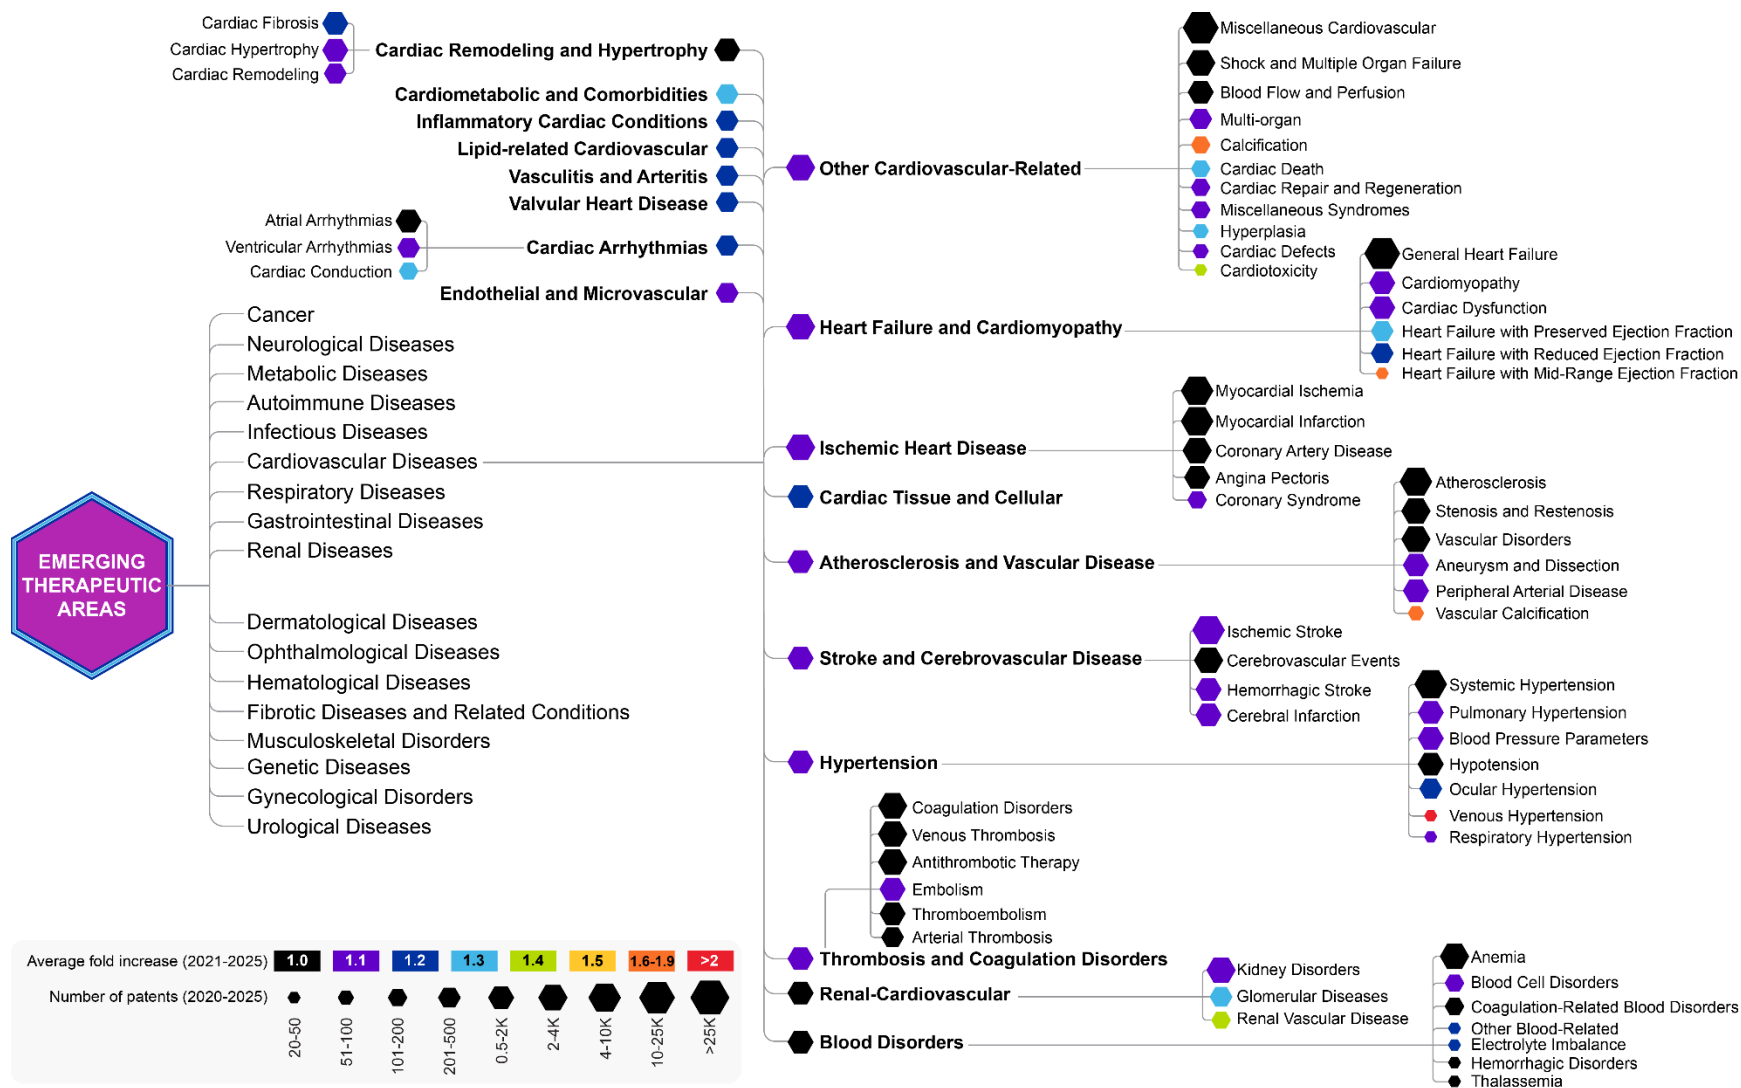 Cardiac Fibrosis
Cardiac Hypertrophy
Cardiac Remodeling
Cardiac Remodeling and Hypertrophy
Cardiometabolic and Comorbidities
Inflammatory Cardiac Conditions
Lipid-related Cardiovascular
Vasculitis and Arteritis
Valvular Heart Disease
Atrial Arrhythmias
Ventricular Arrhythmias
Cardiac Conduction
Cardiac Arrhythmias
Endothelial and Microvascular
EMERGING
THERAPEUTIC
AREAS
Cancer
Neurological Diseases
Metabolic Diseases
Autoimmune Diseases
Infectious Diseases
Cardiovascular Diseases
Respiratory Diseases
Gastrointestinal Diseases
Renal Diseases
Dermatological Diseases
Ophthalmological Diseases
Hematological Diseases
Fibrotic Diseases and Related Conditions
Musculoskeletal Disorders
Genetic Diseases
Gynecological Disorders
Urological Diseases
Other Cardiovascular-Related
Miscellaneous Cardiovascular
Shock and Multiple Organ Failure
Blood Flow and Perfusion
Multi-organ
Calcification
Cardiac Death
Cardiac Repair and Regeneration
Miscellaneous Syndromes
Hyperplasia
Cardiac Defects
Cardiotoxicity
Heart Failure and Cardiomyopathy
General Heart Failure
Cardiomyopathy
Cardiac Dysfunction
Heart Failure with Preserved Ejection Fraction
Heart Failure with Reduced Ejection Fraction
Heart Failure with Mid-Range Ejection Fraction
Ischemic Heart Disease
Myocardial Ischemia
Myocardial Infarction
Coronary Artery Disease
Angina Pectoris
Coronary Syndrome
Cardiac Tissue and Cellular
Atherosclerosis and Vascular Disease
Atherosclerosis
Stenosis and Restenosis
Vascular Disorders
Aneurysm and Dissection
Peripheral Arterial Disease
Vascular Calcification
Stroke and Cerebrovascular Disease
Ischemic Stroke
Cerebrovascular Events
Hemorrhagic Stroke
Cerebral Infarction
Hypertension
Systemic Hypertension
Pulmonary Hypertension
Blood Pressure Parameters
Hypotension
Ocular Hypertension
Venous Hypertension
Respiratory Hypertension
Coagulation Disorders
Venous Thrombosis
Antithrombotic Therapy
Embolism
Thromboembolism
Arterial Thrombosis
Thrombosis and Coagulation Disorders
Renal-Cardiovascular
Kidney Disorders
Glomerular Diseases
Renal Vascular Disease
Blood Disorders
Anemia
Blood Cell Disorders
Coagulation-Related Blood Disorders
Other Blood-Related
Electrolyte Imbalance
Hemorrhagic Disorders
Thalassemia
Average fold increase (2021-2025) 1.0 1.1 1.2 1.3 1.4 1.5 1.6-1.9 >2
Number of patents (2020-2025)
20-50 51-100 101-200 201-500 0.5-2K 2-4K 4-10K 10-25K >25K